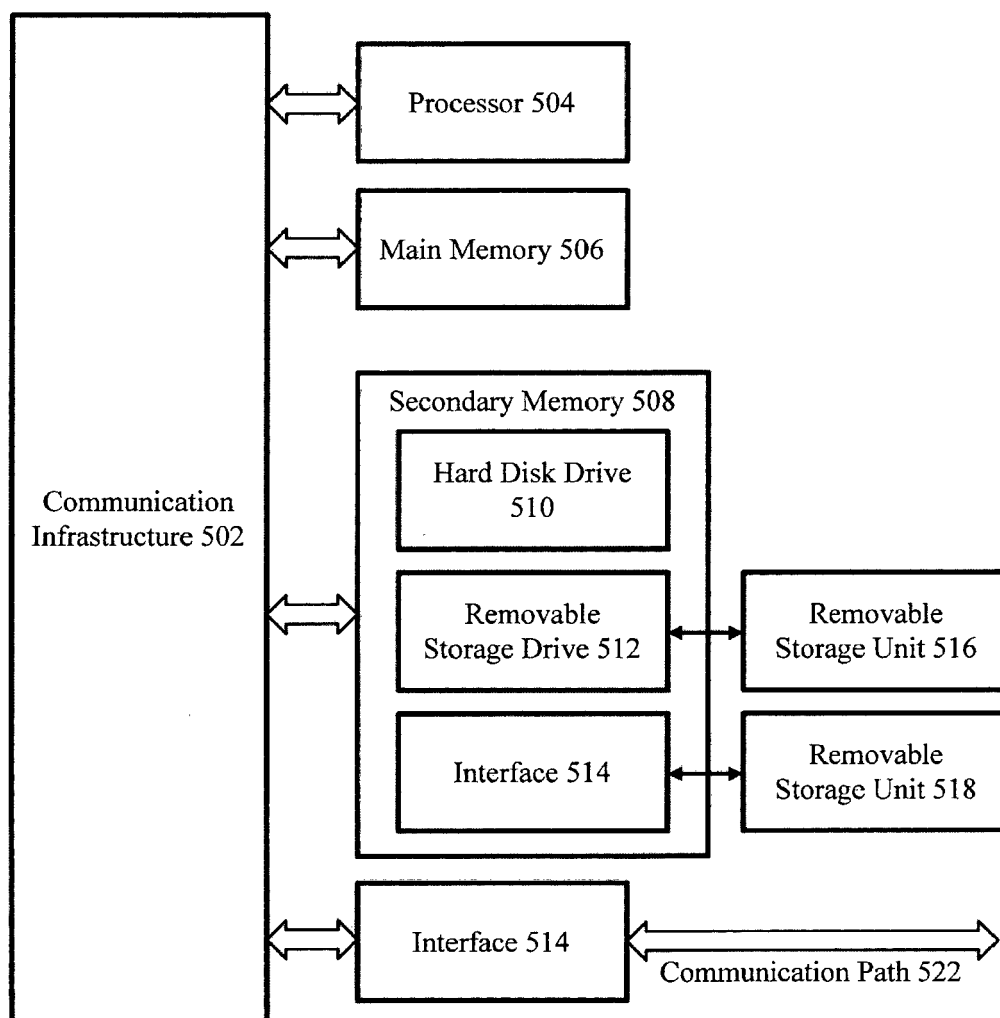 Processor 504
Main Memory 506
Secondary Memory 508
Hard Disk Drive
510
Communication
Infrastructure 502
Removable
Storage Drive 512
Removable
Storage Unit 516
Interface 514
Removable
Storage Unit 518
Interface 514
Communication Path 522